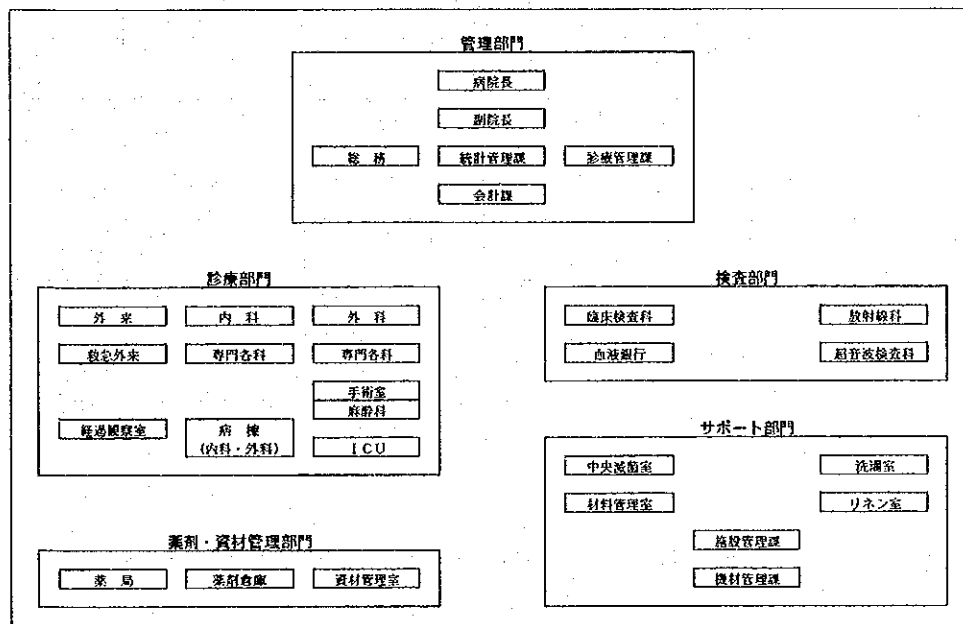 管理部門
病院長
副院長
総務 統計管理課 診療管理課
会計課
診療部門
外来 内科 外科
救急外来 専門各科 専門各科
手術室
麻酔科
経過観察室 病棟 ICU
(内科・外科)
検査部門
臨床検査科 放射線科
血液銀行 超音波検査科
サポート部門
中央滅菌室 洗濯室
材料管理室 リネン室
施設管理課
機材管理課
薬剤・資材管理部門
薬局 薬剤倉庫 資材管理室